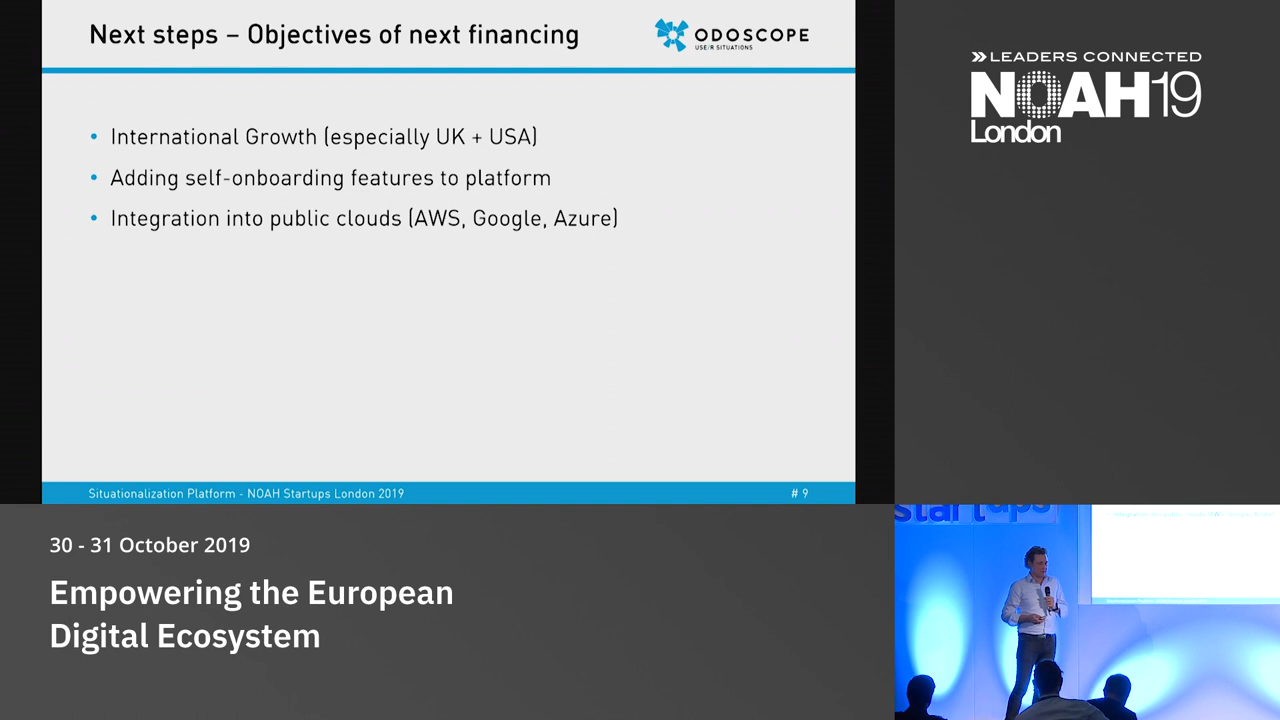 Next steps – Objectives of next financing
ODOSCOPE
USE/R SITUATIONS
• International Growth (especially UK + USA)
• Adding self-onboarding features to platform
• Integration into public clouds (AWS, Google, Azure)
Situationalization Platform - NOAH Startups London 2019
# 9
LEADERS CONNECTED
NOAH19
London
30 - 31 October 2019
Empowering the European
Digital Ecosystem
startups